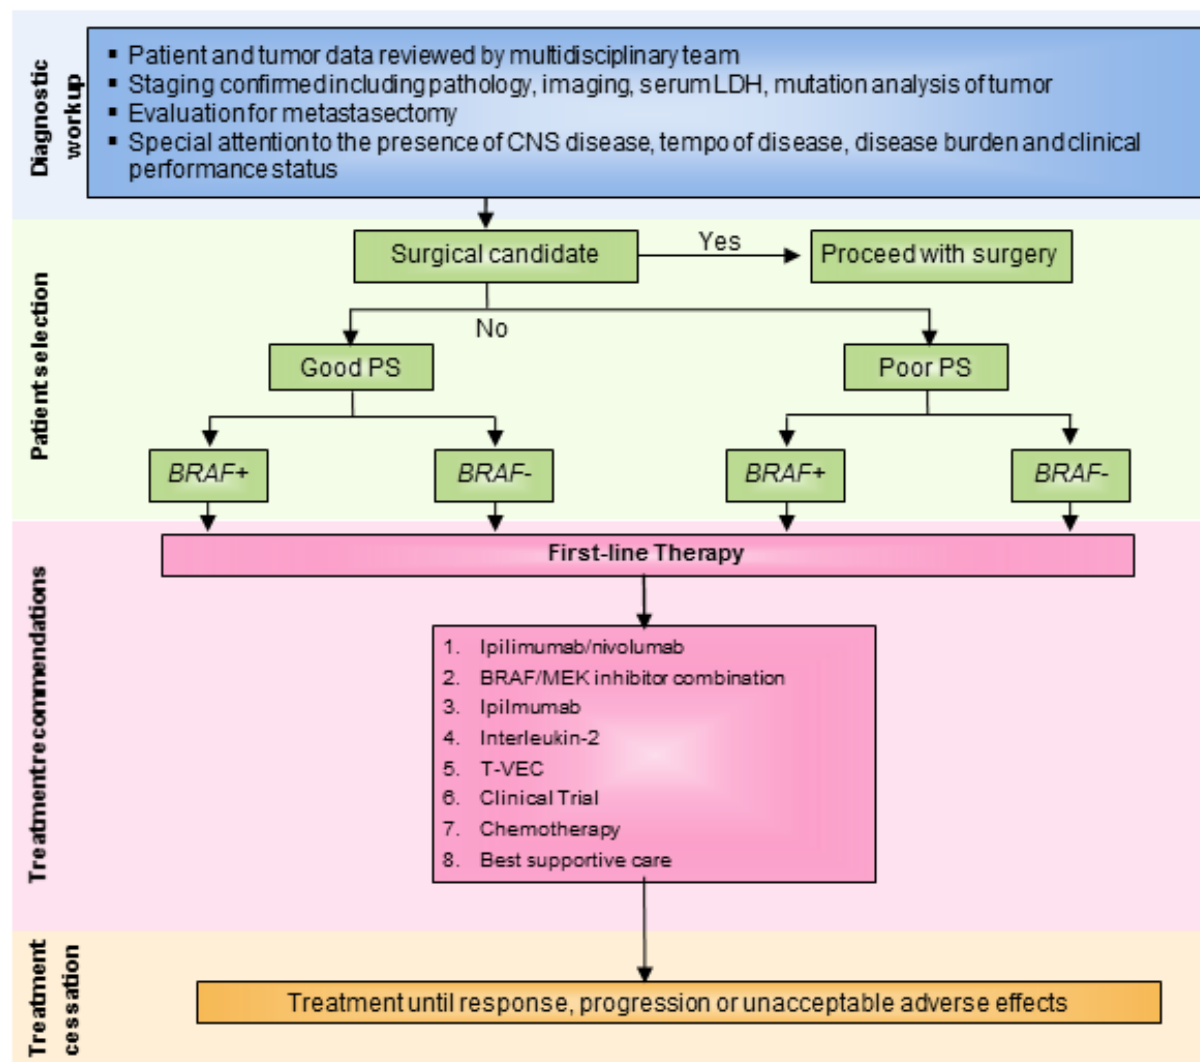 Diagnostic
workup
▪ Patient and tumor data reviewed by multidisciplinary team
▪ Staging confirmed including pathology, imaging, serum LDH, mutation analysis of tumor
▪ Evaluation for metastasectomy
▪ Special attention to the presence of CNS disease, tempo of disease, disease burden and clinical
performance status
Patient selection
Surgical candidate
Yes
Proceed with surgery
No
Good PS
Poor PS
BRAF+
BRAF-
BRAF+
BRAF-
Treatment recommendations
First-line Therapy
1. Ipilimumab/nivolumab
2. BRAF/MEK inhibitor combination
3. Ipilmumab
4. Interleukin-2
5. T-VEC
6. Clinical Trial
7. Chemotherapy
8. Best supportive care
Treatment
cessation
Treatment until response, progression or unacceptable adverse effects